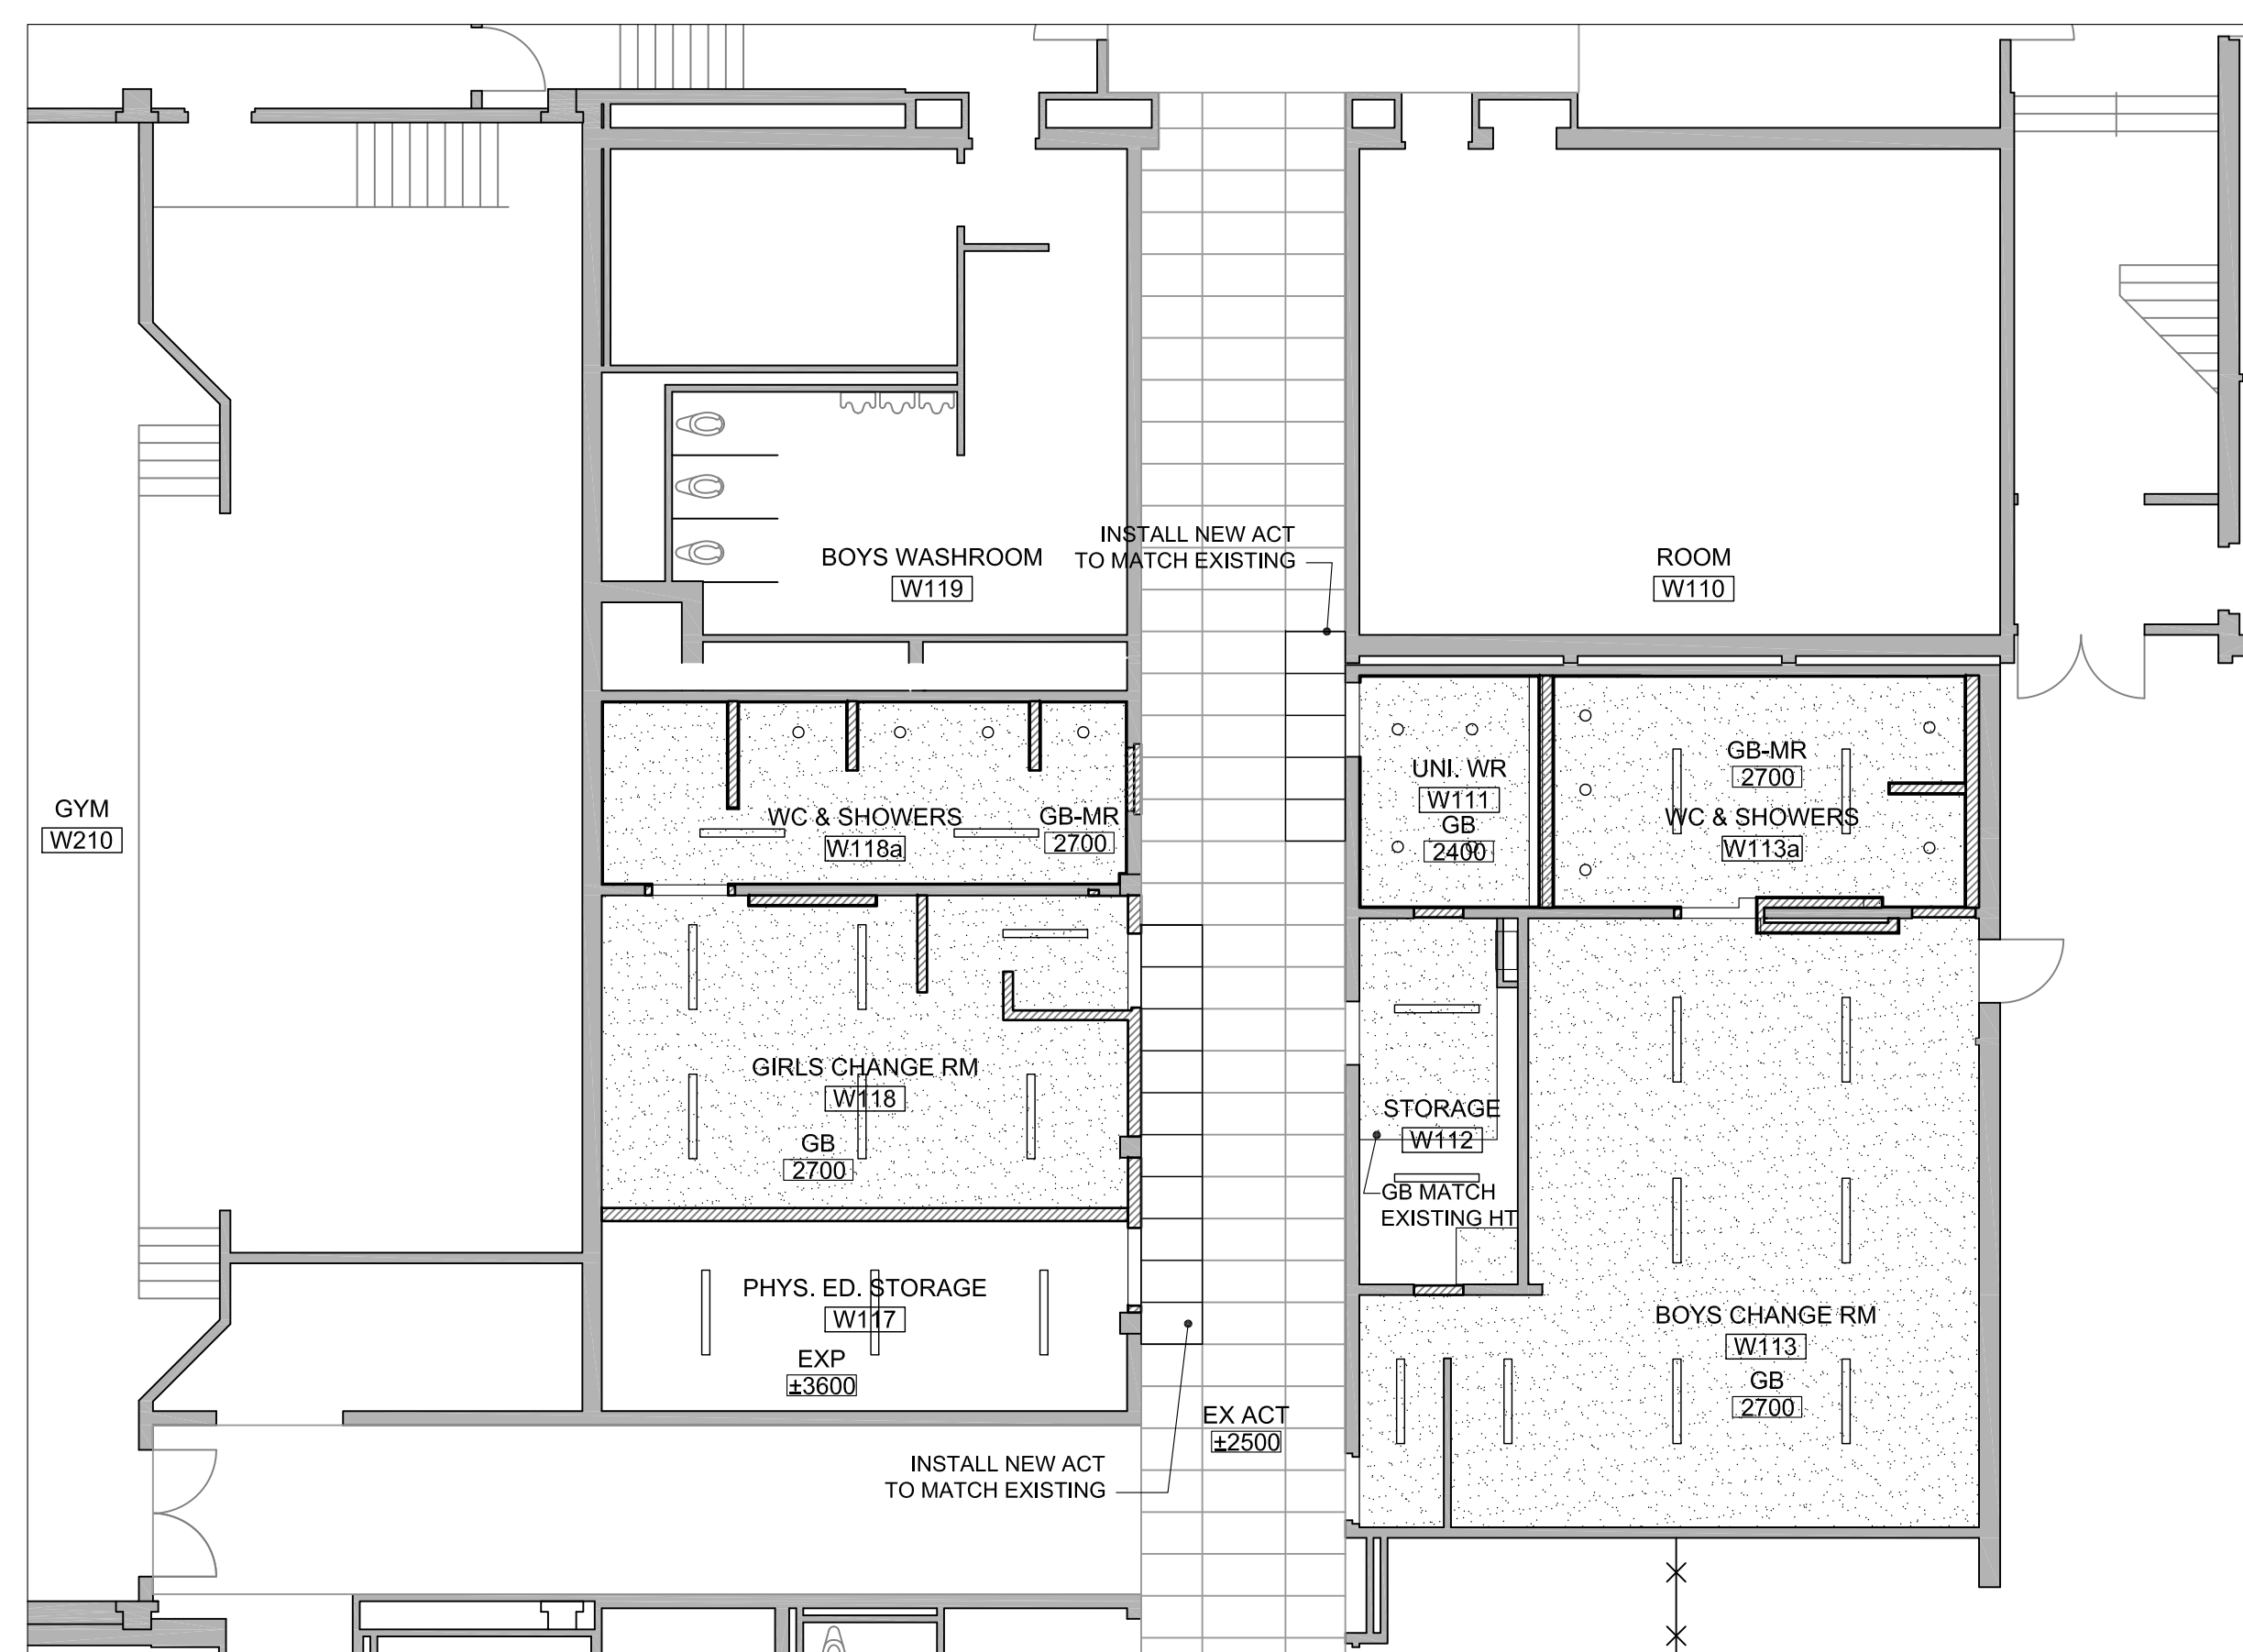 INSTALL NEW ACT
TO MATCH EXISTING
BOYS WASHROOM
W119
ROOM
W110
GYM
W210
WC & SHOWERS
W118a
GB-MR
2700
UNI. WR
W111
GB
2400
GB-MR
2700
WC & SHOWERS
W113a
GIRLS CHANGE RM
W118
GB
2700
STORAGE
W112
GB MATCH
EXISTING HT
PHYS. ED. STORAGE
W117
EXP
±3600
BOYS CHANGE RM
W113
GB
2700
EX ACT
±2500
INSTALL NEW ACT
TO MATCH EXISTING